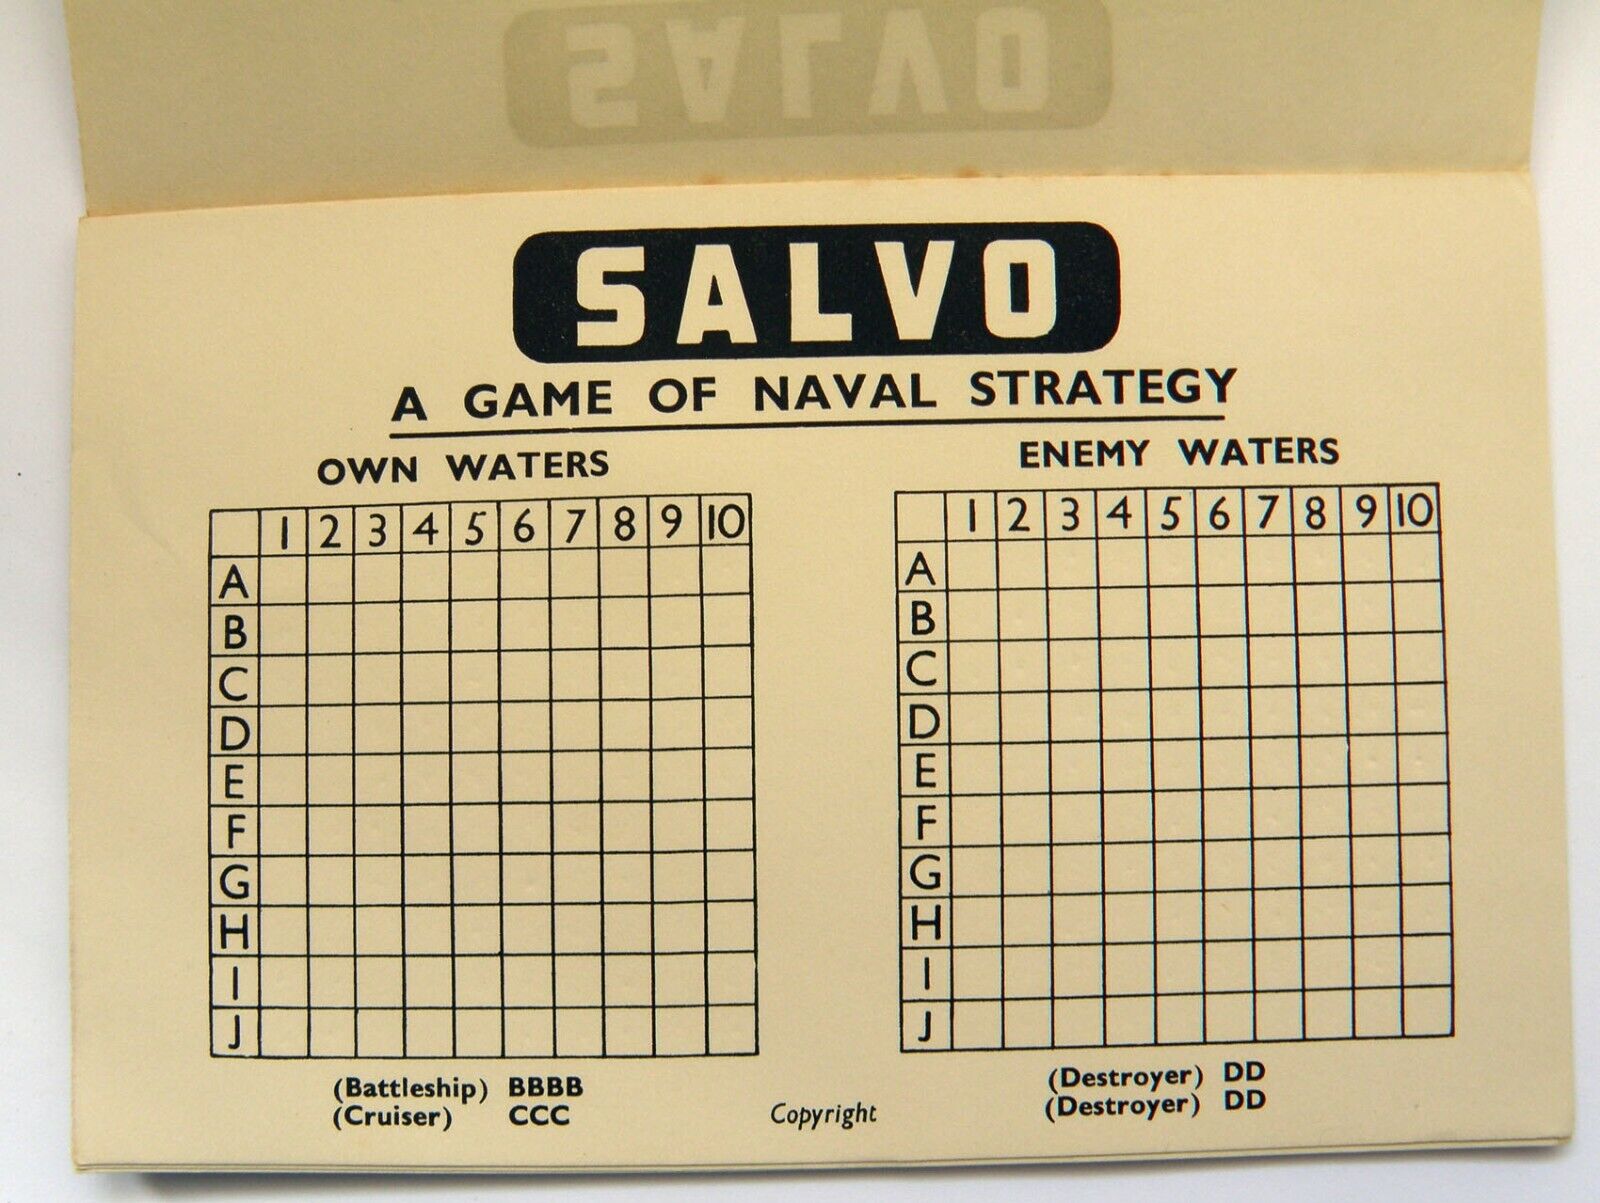 SALVO
SALVO
A GAME OF NAVAL STRATEGY
OWN WATERS
1 2 3 4 5 6 7 8 9 10
A
B
C
D
E
F
G
H
I
J
(Battleship) BBBB
(Cruiser) CCC
ENEMY WATERS
1 2 3 4 5 6 7 8 9 10
A
B
C
D
E
F
G
H
I
J
(Destroyer) DD
(Destroyer) DD
Copyright